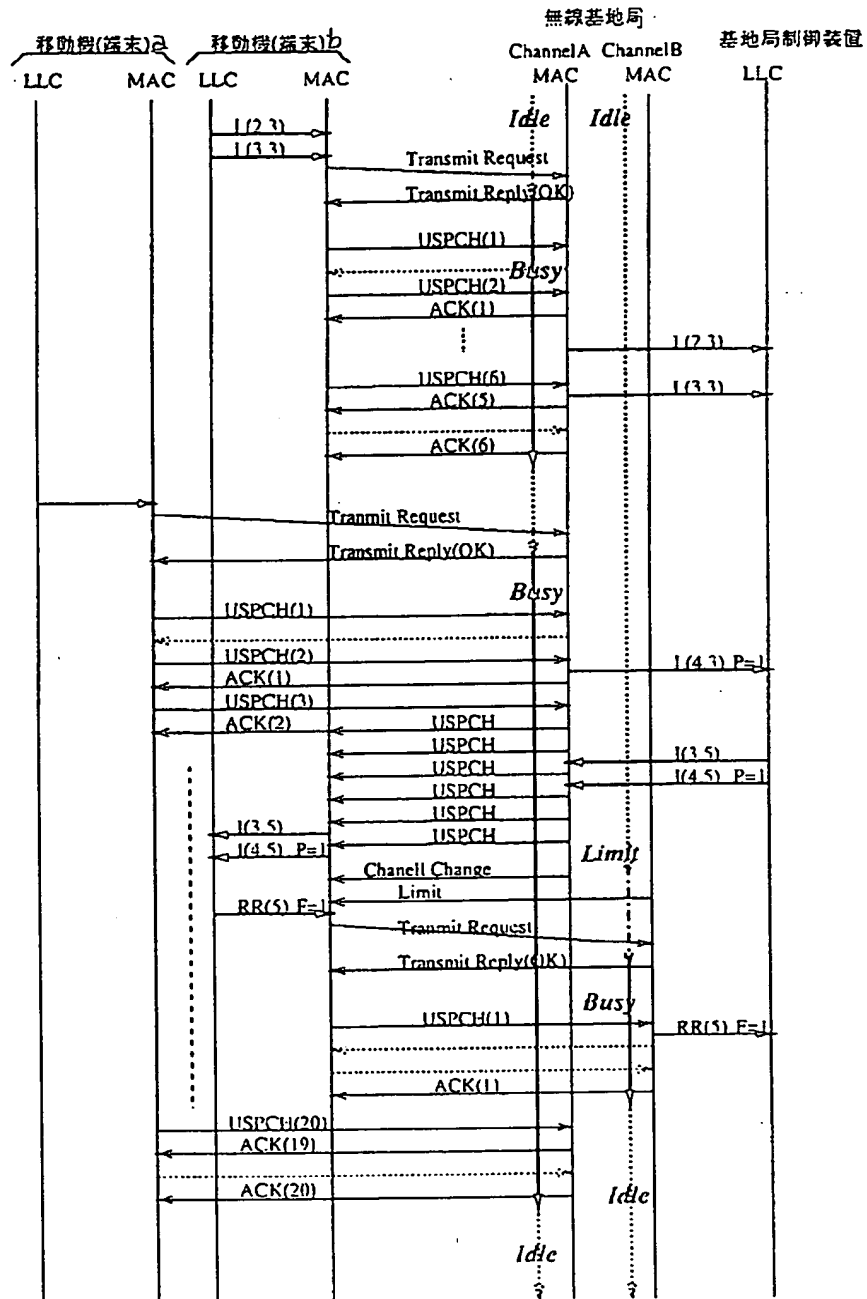 無線基地局
移動機(端末)a 移動機(端末)b ChannelA ChannelB 基地局制御装置
LLC MAC LLC MAC MAC MAC LLC
Idle Idle
I(2,3)
I(3,3)
Transmit Request
Transmit Reply(OK)
USPCH(1)
Busy
USPCH(2)
ACK(1)
I(2,3)
USPCH(6)
I(3,3)
ACK(5)
ACK(6)
Tranmit Request
Transmit Reply(OK)
Busy
USPCH(1)
USPCH(2)
I(4,3) P=1
ACK(1)
USPCH(3)
ACK(2) USPCH
USPCH
I(3,5)
USPCH
I(4,5) P=1
USPCH
USPCH
I(3,5) USPCH
I(4,5) P=1 Limit
Chanell Change
Limit
RR(5) F=1
Tranmit Request
Transmit Reply(OK)
Busy
USPCH(1)
RR(5) F=1
ACK(1)
USPCH(20)
ACK(19)
ACK(20)
Idle
Idle